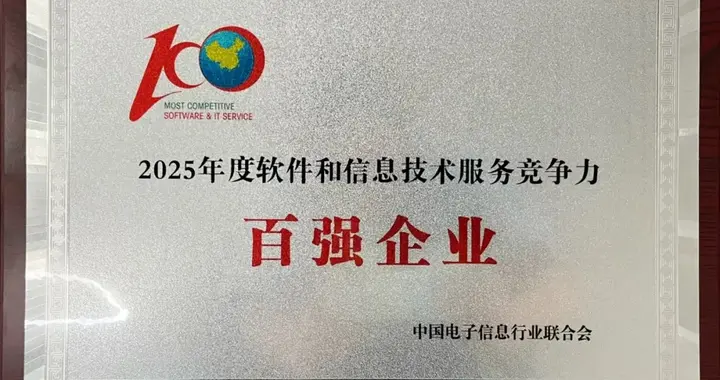 100
MOST COMPETITIVE
SOFTWARE & IT SERVICE
2025年度软件和信息技术服务竞争力
百强企业
中国电子信息行业联合会